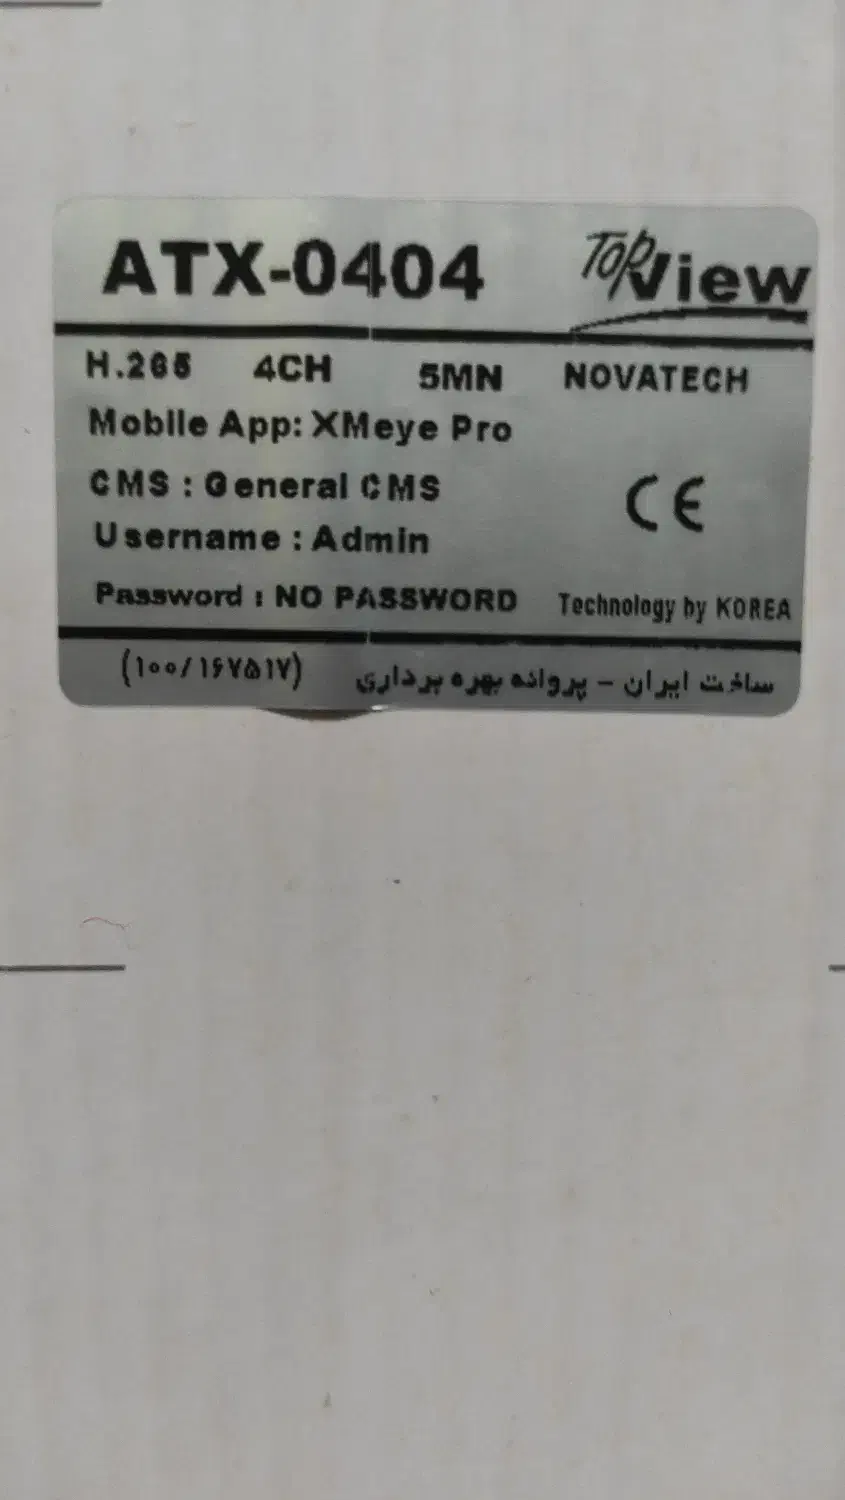 ATX-0404 TopView
H.265 4CH 5MN NOVATECH
Mobile App: XMeye Pro
CMS : General CMS
CE
Username : Admin
Password : NO PASSWORD Technology by KOREA
ساخت ایران - پروانه بهره برداری (۱۰۰/۱۶۷۵۱۷)